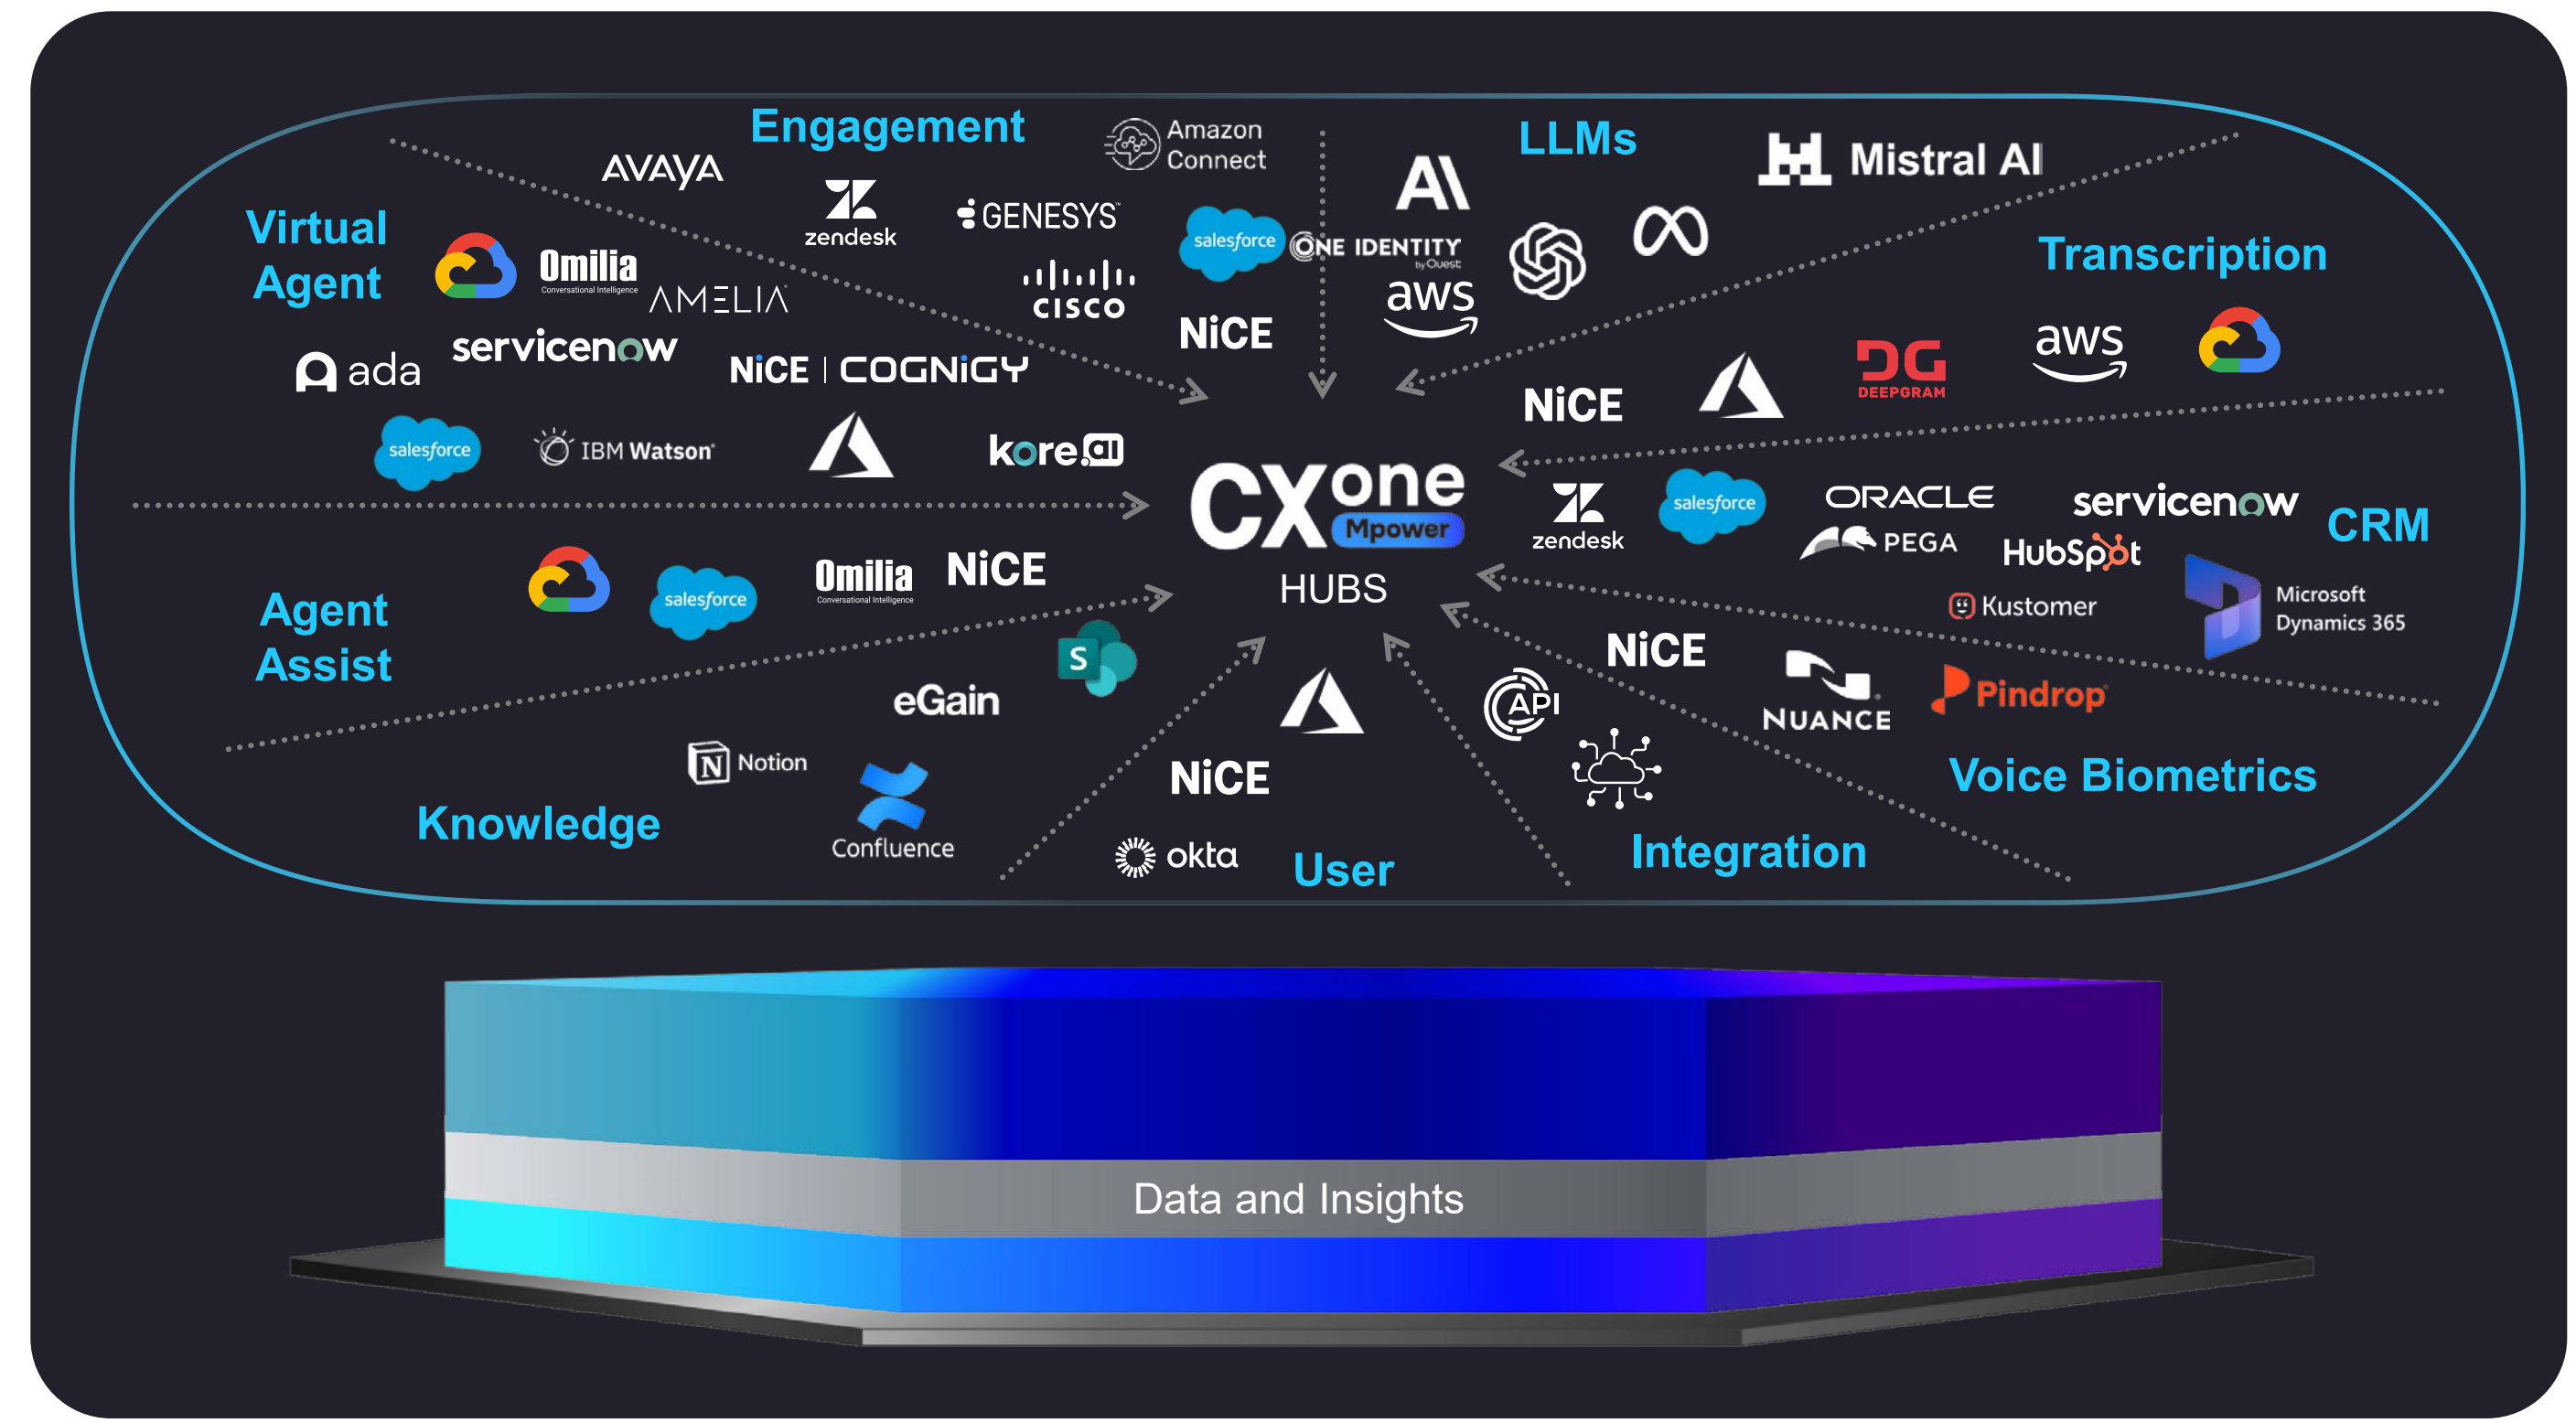 Engagement
AVAYA
zendesk
GENESYS™
Amazon
Connect
salesforce
CISCO
NiCE
LLMs
A\
Mistral AI
ONE IDENTITY
by Quest
aws
Transcription
NiCE
DG
DEEPGRAM
aws
Virtual
Agent
Omilia
Conversational Intelligence
AMELIA
ada
servicenow
NiCE | COGNiGY
salesforce
IBM Watson®
kore.ai
CXone
Mpower
HUBS
zendesk
salesforce
ORACLE
servicenow
CRM
PEGA
HubSpot
Kustomer
Microsoft
Dynamics 365
Agent
Assist
salesforce
Omilia
Conversational Intelligence
NiCE
Knowledge
S
eGain
N Notion
Confluence
NiCE
okta
User
API
Integration
NiCE
NUANCE
Pindrop
Voice Biometrics
Data and Insights